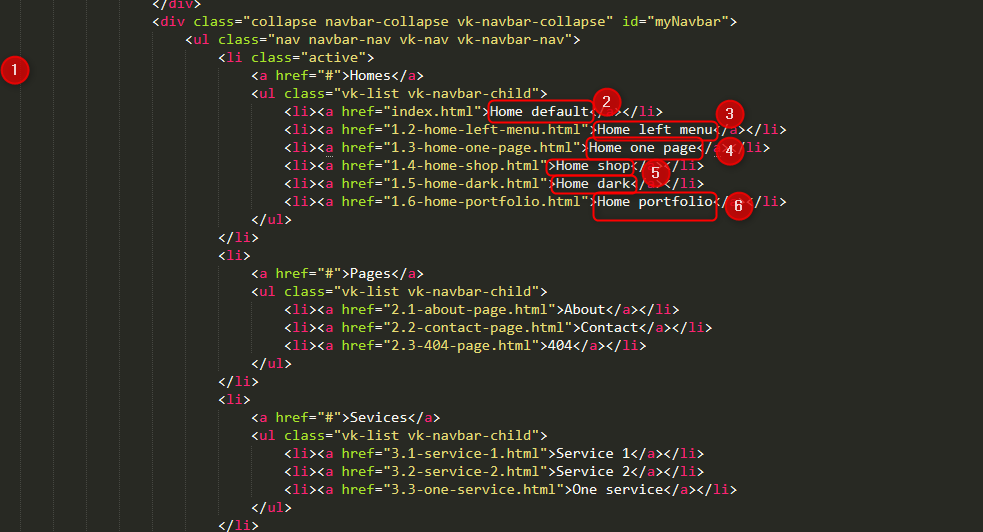 </div>
<div class="collapse navbar-collapse vk-navbar-collapse" id="myNavbar">
<ul class="nav navbar-nav vk-nav vk-navbar-nav">
<li class="active">
1
<a href="#">Homes</a>
<ul class="vk-list vk-navbar-child">
<li><a href="index.html">Home default</a></li> 2
<li><a href="1.2-home-left-menu.html">Home left menu</a></li> 3
<li><a href="1.3-home-one-page.html">Home one page</a></li> 4
<li><a href="1.4-home-shop.html">Home shop</a></li> 5
<li><a href="1.5-home-dark.html">Home dark</a></li>
<li><a href="1.6-home-portfolio.html">Home portfolio</a></li> 6
</ul>
</li>
<li>
<a href="#">Pages</a>
<ul class="vk-list vk-navbar-child">
<li><a href="2.1-about-page.html">About</a></li>
<li><a href="2.2-contact-page.html">Contact</a></li>
<li><a href="2.3-404-page.html">404</a></li>
</ul>
</li>
<li>
<a href="#">Sevices</a>
<ul class="vk-list vk-navbar-child">
<li><a href="3.1-service-1.html">Service 1</a></li>
<li><a href="3.2-service-2.html">Service 2</a></li>
<li><a href="3.3-one-service.html">One service</a></li>
</ul>
</li>